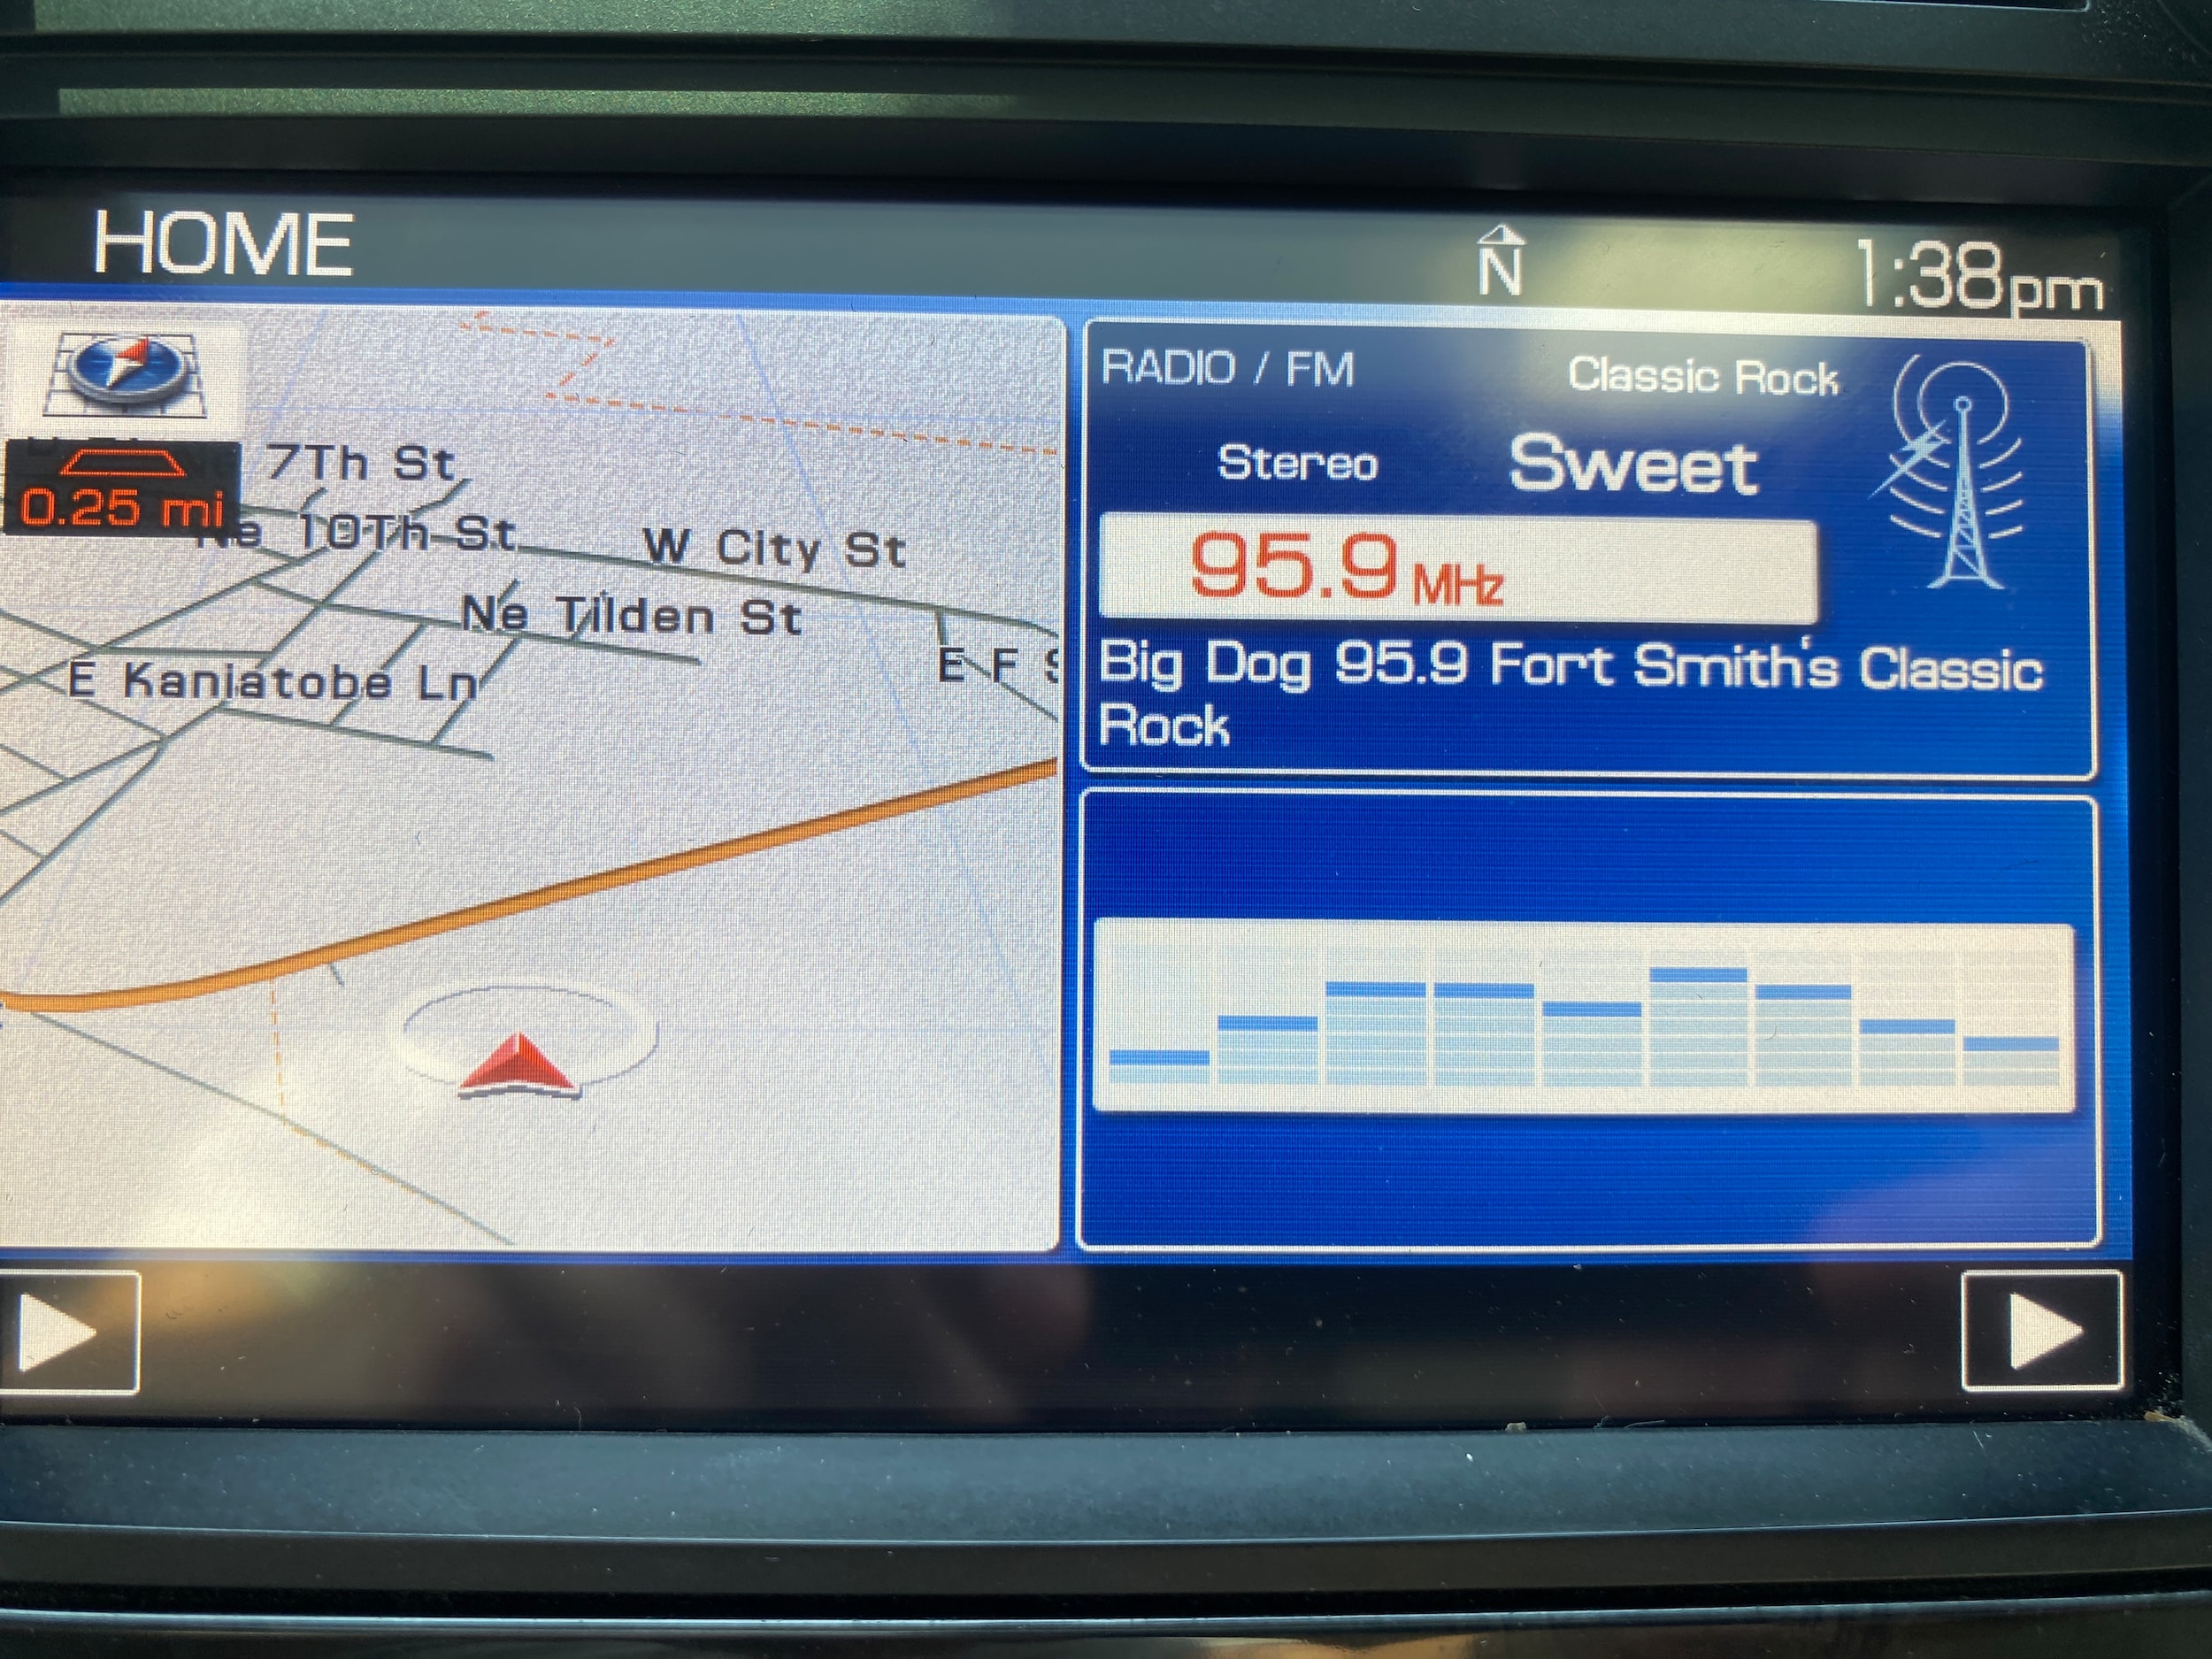 HOME
N
1:38pm
7Th St
0.25 mi
Ne 10Th St
W City St
Ne Tilden St
E Kaniatobe Ln
E F
RADIO / FM
Classic Rock
Stereo
Sweet
95.9 MHz
Big Dog 95.9 Fort Smith's Classic
Rock